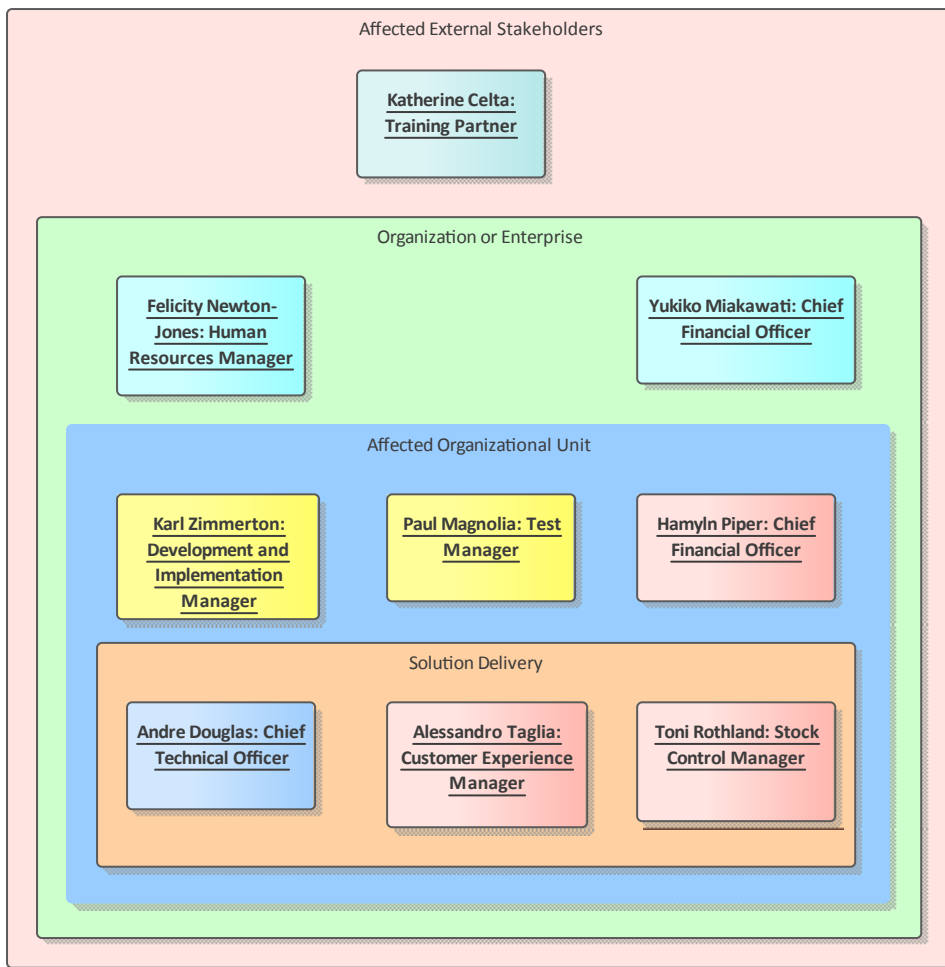 Affected External Stakeholders
Katherine Celta:
Training Partner
Organization or Enterprise
Felicity Newton-
Jones: Human
Resources Manager
Yukiko Miakawati: Chief
Financial Officer
Affected Organizational Unit
Karl Zimmerton:
Development and
Implementation
Manager
Paul Magnolia: Test
Manager
Hamyln Piper: Chief
Financial Officer
Solution Delivery
Andre Douglas: Chief
Technical Officer
Alessandro Taglia:
Customer Experience
Manager
Toni Rothland: Stock
Control Manager